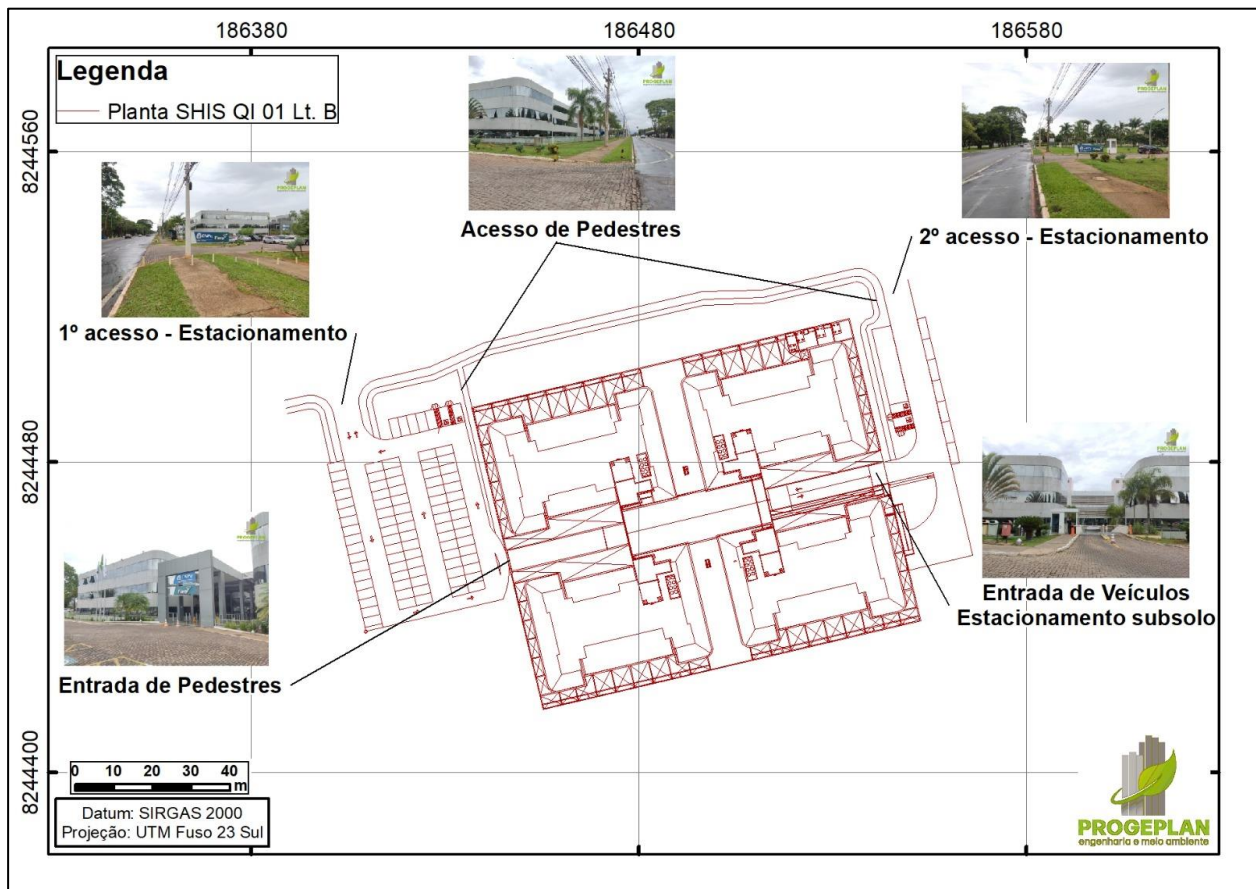 186380
186480
186580
Legenda
Planta SHIS QI 01 Lt. B
8244560
8244480
8244400
Acesso de Pedestres
2º acesso - Estacionamento
1º acesso - Estacionamento
Entrada de Veículos
Estacionamento subsolo
Entrada de Pedestres
0 10 20 30 40
m
Datum: SIRGAS 2000
Projeção: UTM Fuso 23 Sul
PROGEPLAN
engenharia e meio ambiente